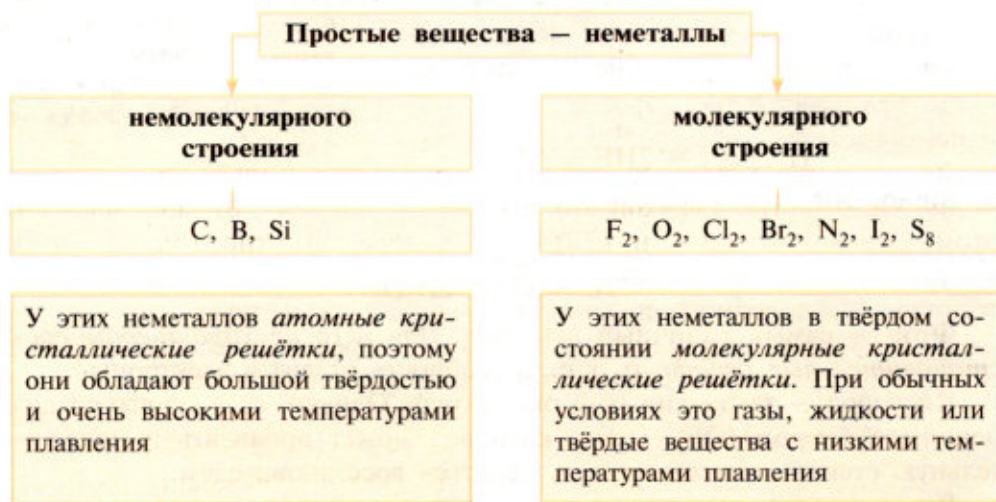 Простые вещества — неметаллы
немолекулярного
строения
C, B, Si
У этих неметаллов атомные кри-
сталлические решётки, поэтому
они обладают большой твёрдостью
и очень высокими температурами
плавления
молекулярного
строения
F₂, O₂, Cl₂, Br₂, N₂, I₂, S₈
У этих неметаллов в твёрдом со-
стоянии молекулярные кристал-
лические решётки. При обычных
условиях это газы, жидкости или
твёрдые вещества с низкими тем-
пературами плавления